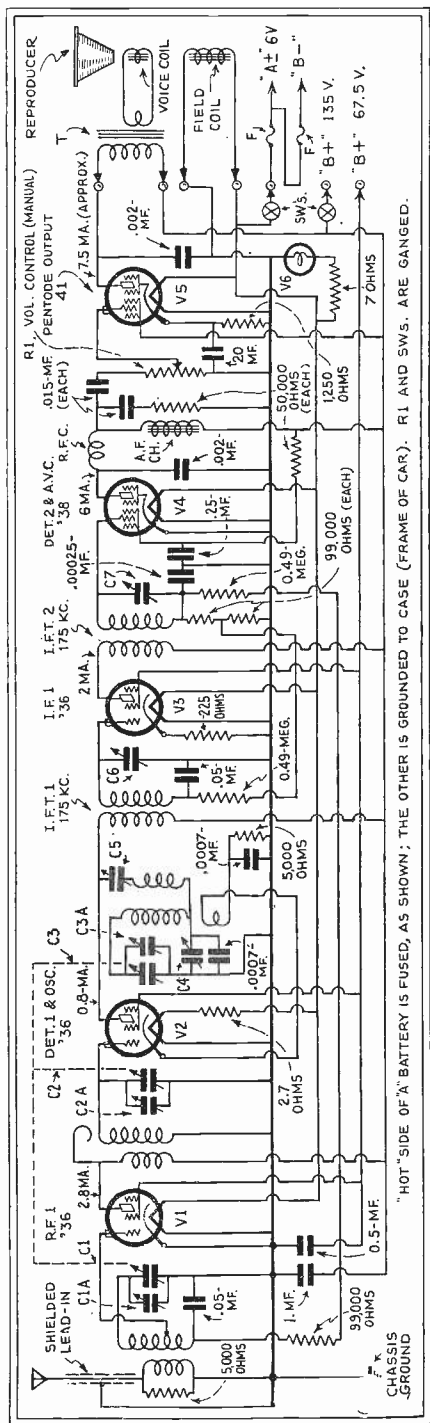 SHIELDED
LEAD-IN
5,000
OHMS
CHASSIS
GROUND
C1A
C1
R.F.1
'36
2.8MA.
V1
.05-
MF.
1.MF.
0.5-MF.
99,000
OHMS
C2
C2A
DET.1 & OSC.
'36
C3
0.8-MA.
V2
2.7
OHMS
C3A
C5
C4
.0007-
MF.
.0007-
MF.
5,000
OHMS
I.F.T.1
175 KC.
C6
I.F.1
'36
2 MA.
V3
225
OHMS
.05-
MF.
0.49-MEG.
I.F.T.2
175 KC.
.00025-
MF.
C7
DET.2 & A.V.C.
'38
6 MA.
V4
.25-
MF.
0.49-MEG.
99,000
OHMS (EACH)
R.F.C.
A.F.
CH.
.002-
MF.
.015-MF.
(EACH)
50,000
OHMS
(EACH)
R1, VOL. CONTROL (MANUAL)
PENTODE OUTPUT
41
7.5 MA. (APPROX.)
V5
20
MF.
1,250
OHMS
.002-
MF.
V6
7 OHMS
T
REPRODUCER
VOICE COIL
FIELD
COIL
F
F
SWS.
"A±" 6V
"B-"
"B+" 135 V.
"B+" 67.5 V.
"HOT" SIDE OF "A" BATTERY IS FUSED, AS SHOWN; THE OTHER IS GROUNDED TO CASE (FRAME OF CAR). R1 AND SWS. ARE GANGED.